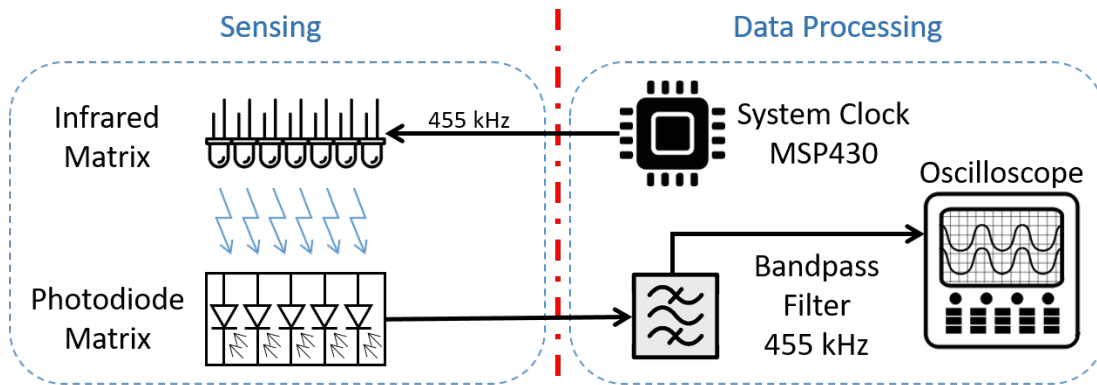 Sensing
Data Processing
Infrared
Matrix
455 kHz
System Clock
MSP430
Oscilloscope
Photodiode
Matrix
Bandpass
Filter
455 kHz